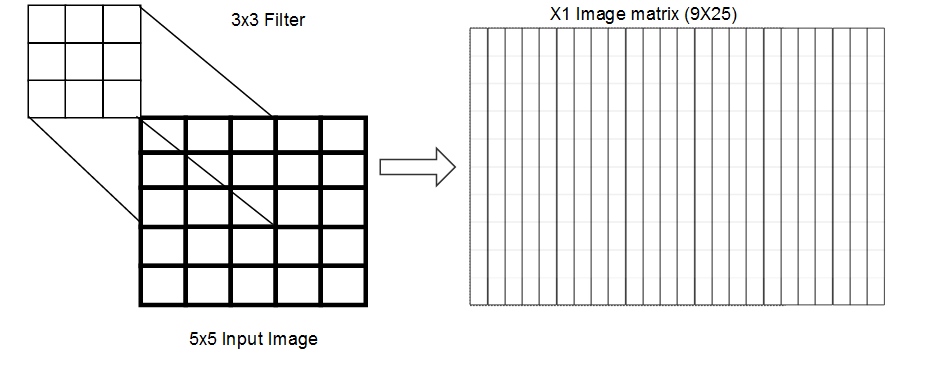 3x3 Filter
X1 Image matrix (9X25)
5x5 Input Image